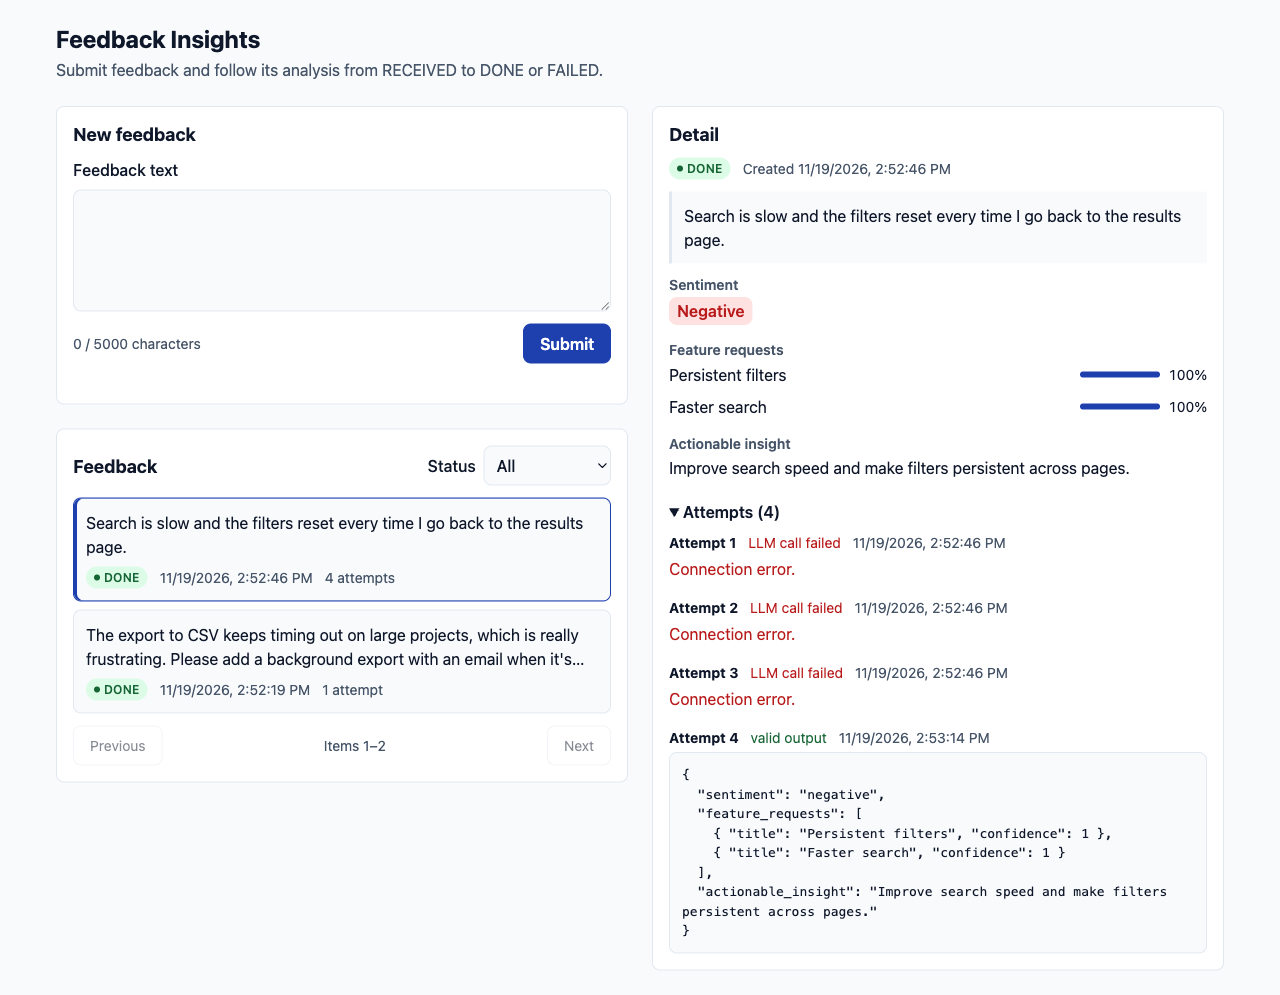 Feedback Insights
Submit feedback and follow its analysis from RECEIVED to DONE or FAILED.
New feedback
Feedback text
0 / 5000 characters
Submit
Feedback
Status
All
Search is slow and the filters reset every time I go back to the results
page.
DONE
11/19/2026, 2:52:46 PM
4 attempts
The export to CSV keeps timing out on large projects, which is really
frustrating. Please add a background export with an email when it's...
DONE
11/19/2026, 2:52:19 PM
1 attempt
Previous
Items 1–2
Next
Detail
DONE
Created 11/19/2026, 2:52:46 PM
Search is slow and the filters reset every time I go back to the results
page.
Sentiment
Negative
Feature requests
Persistent filters
100%
Faster search
100%
Actionable insight
Improve search speed and make filters persistent across pages.
Attempts (4)
Attempt 1 LLM call failed 11/19/2026, 2:52:46 PM
Connection error.
Attempt 2 LLM call failed 11/19/2026, 2:52:46 PM
Connection error.
Attempt 3 LLM call failed 11/19/2026, 2:52:46 PM
Connection error.
Attempt 4 valid output 11/19/2026, 2:53:14 PM
{
  "sentiment": "negative",
  "feature_requests": [
    { "title": "Persistent filters", "confidence": 1 },
    { "title": "Faster search", "confidence": 1 }
  ],
  "actionable_insight": "Improve search speed and make filters
persistent across pages."
}